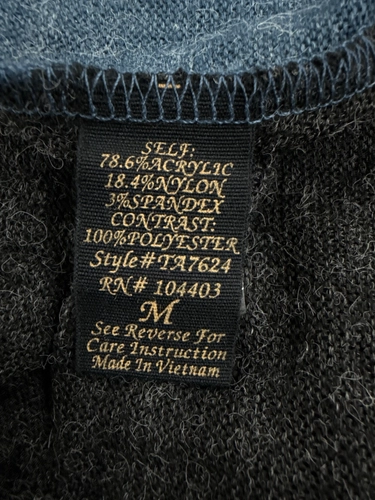 SELF:
78.6%ACRYLIC
18.4%NYLON
3%SPANDEX
CONTRAST:
100%POLYESTER
Style#TA7624
RN# 104403
M
See Reverse For
Care Instruction
Made In Vietnam